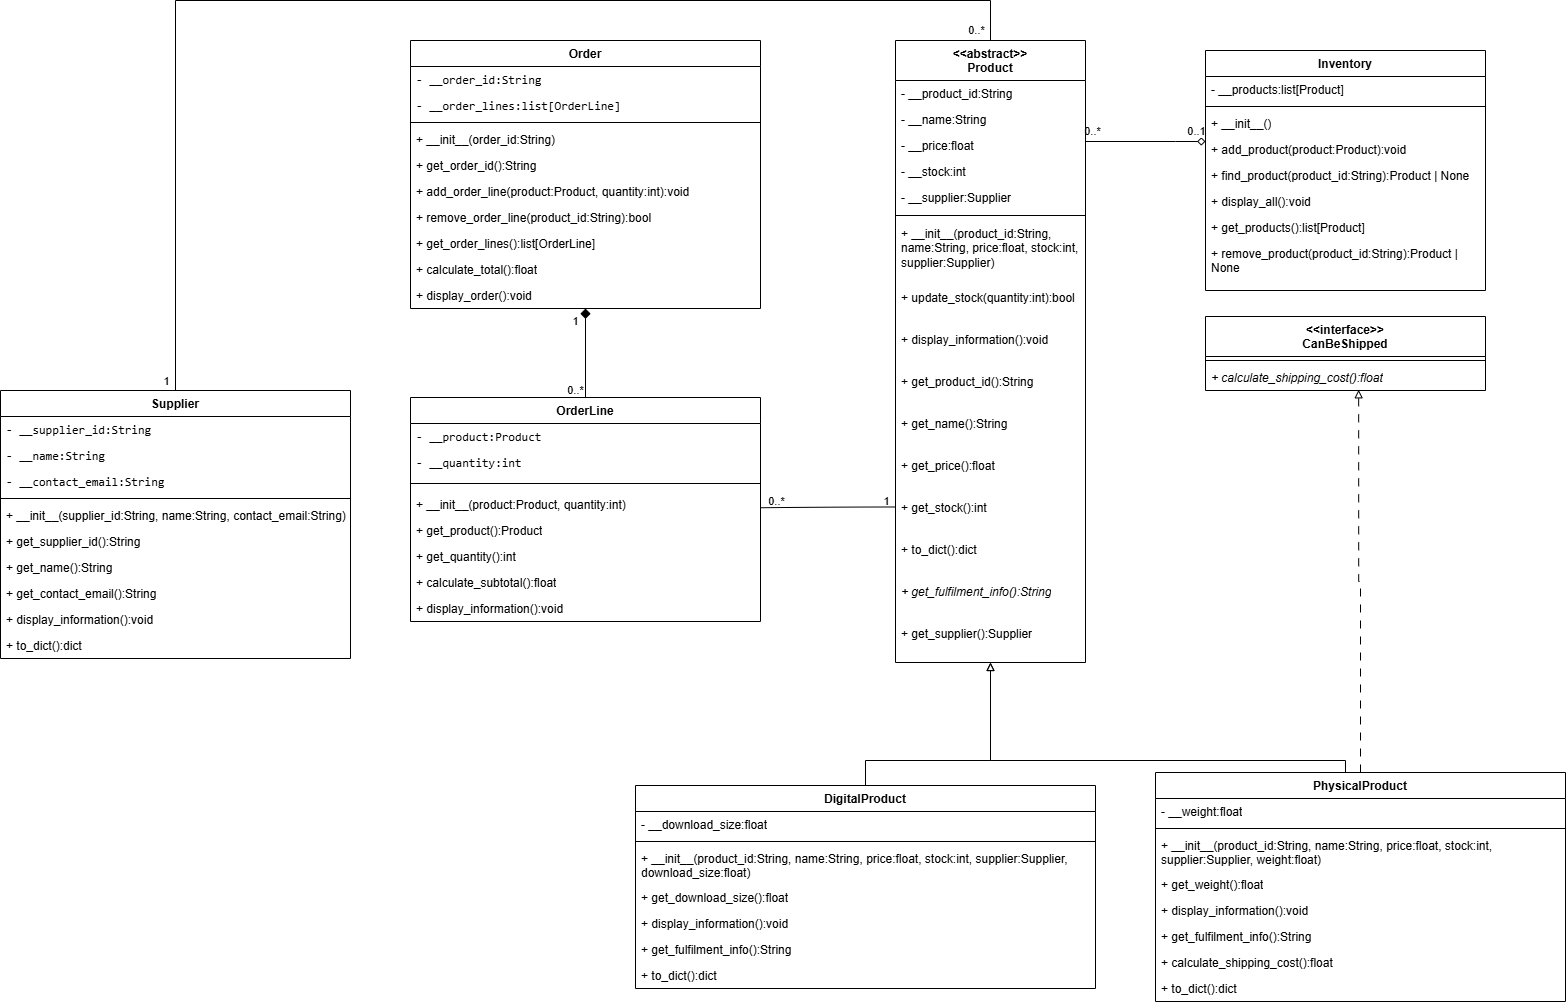 0..*
Order
- __order_id:String
- __order_lines:list[OrderLine]
+ __init__(order_id:String)
+ get_order_id():String
+ add_order_line(product:Product, quantity:int):void
+ remove_order_line(product_id:String):bool
+ get_order_lines():list[OrderLine]
+ calculate_total():float
+ display_order():void
1
0..*
<<abstract>>
Product
- __product_id:String
- __name:String
- __price:float
- __stock:int
- __supplier:Supplier
+ __init__(product_id:String,
name:String, price:float, stock:int,
supplier:Supplier)
+ update_stock(quantity:int):bool
+ display_information():void
+ get_product_id():String
+ get_name():String
+ get_price():float
+ get_stock():int
+ to_dict():dict
+ get_fulfilment_info():String
+ get_supplier():Supplier
0..*
0..1
Inventory
- __products:list[Product]
+ __init__()
+ add_product(product:Product):void
+ find_product(product_id:String):Product | None
+ display_all():void
+ get_products():list[Product]
+ remove_product(product_id:String):Product |
None
<<interface>>
CanBeShipped
+ calculate_shipping_cost():float
1
Supplier
- __supplier_id:String
- __name:String
- __contact_email:String
+ __init__(supplier_id:String, name:String, contact_email:String)
+ get_supplier_id():String
+ get_name():String
+ get_contact_email():String
+ display_information():void
+ to_dict():dict
OrderLine
- __product:Product
- __quantity:int
+ __init__(product:Product, quantity:int)
+ get_product():Product
+ get_quantity():int
+ calculate_subtotal():float
+ display_information():void
0..*
1
DigitalProduct
- __download_size:float
+ __init__(product_id:String, name:String, price:float, stock:int, supplier:Supplier,
download_size:float)
+ get_download_size():float
+ display_information():void
+ get_fulfilment_info():String
+ to_dict():dict
PhysicalProduct
- __weight:float
+ __init__(product_id:String, name:String, price:float, stock:int,
supplier:Supplier, weight:float)
+ get_weight():float
+ display_information():void
+ get_fulfilment_info():String
+ calculate_shipping_cost():float
+ to_dict():dict